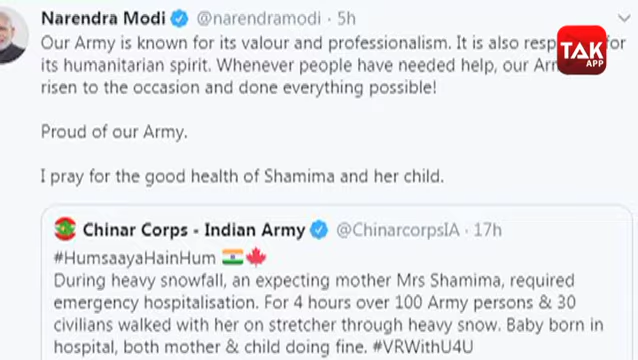 Narendra Modi @narendramodi · 5h
Our Army is known for its valour and professionalism. It is also for
its humanitarian spirit. Whenever people have needed help, our
risen to the occasion and done everything possible!
Proud of our Army.
I pray for the good health of Shamima and her child.
Chinar Corps - Indian Army @ChinarcorpsIA · 17h
#HumsaayaHainHum
During heavy snowfall, an expecting mother Mrs Shamima, required
emergency hospitalisation. For 4 hours over 100 Army persons & 30
civilians walked with her on stretcher through heavy snow. Baby born in
hospital, both mother & child doing fine. #VRWithU4U
TAK
APP